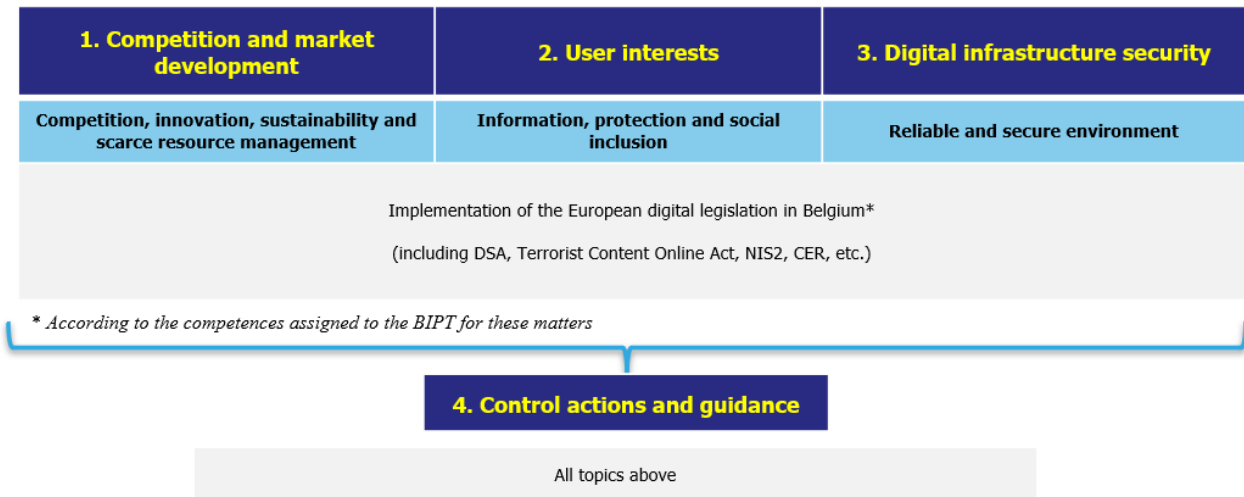 1. Competition and market
development
2. User interests
3. Digital infrastructure security
Competition, innovation, sustainability and
scarce resource management
Information, protection and social
inclusion
Reliable and secure environment
Implementation of the European digital legislation in Belgium*
(including DSA, Terrorist Content Online Act, NIS2, CER, etc.)
* According to the competences assigned to the BIPT for these matters
4. Control actions and guidance
All topics above